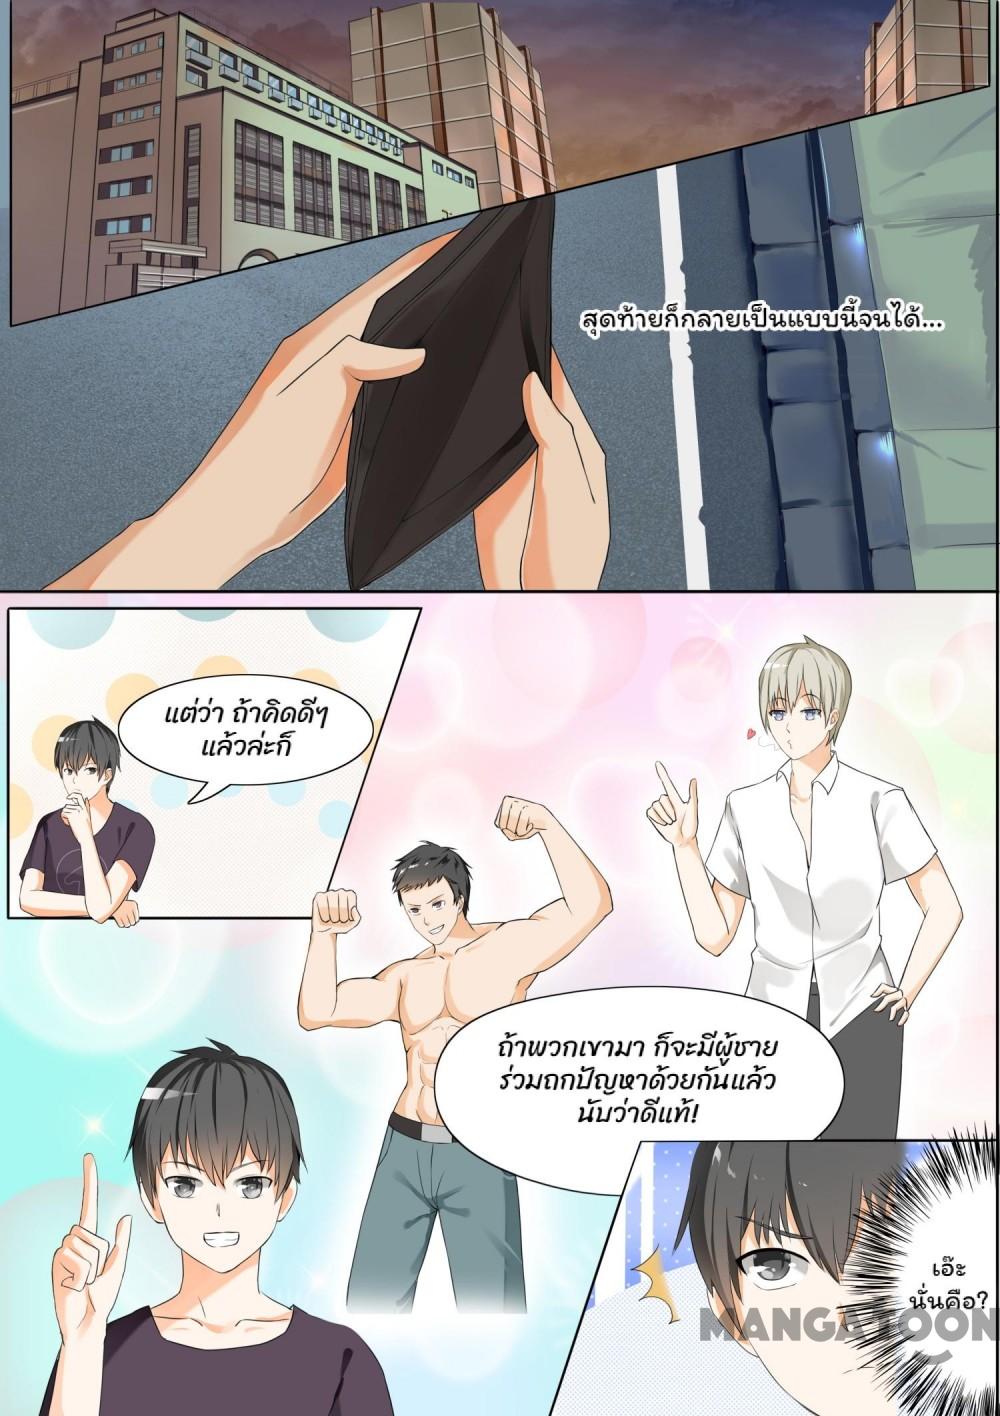 สุดท้ายก็กลายเป็นแบบนี้จนได้...
แต่ว่า ถ้าคิดดีๆ
แล้วล่ะก็
ถ้าพวกเขามา ก็จะมีผู้ชาย
ร่วมถกปัญหาด้วยกันแล้ว
นับว่าดีแท้!
เอ๊ะ
นั่นคือ?
MANGATOON